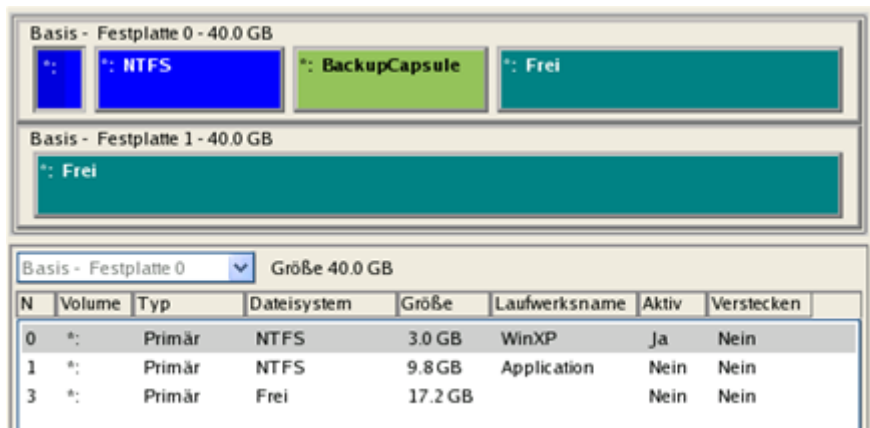 Basis - Festplatte 0 - 40.0 GB
*: *: NTFS *: BackupCapsule *: Frei
Basis - Festplatte 1 - 40.0 GB
*: Frei
Basis - Festplatte 0 Größe 40.0 GB
N Volume Typ Dateisystem Größe Laufwerksname Aktiv Verstecken
0 *: Primär NTFS 3.0 GB WinXP Ja Nein
1 *: Primär NTFS 9.8 GB Application Nein Nein
3 *: Primär Frei 17.2 GB Nein Nein